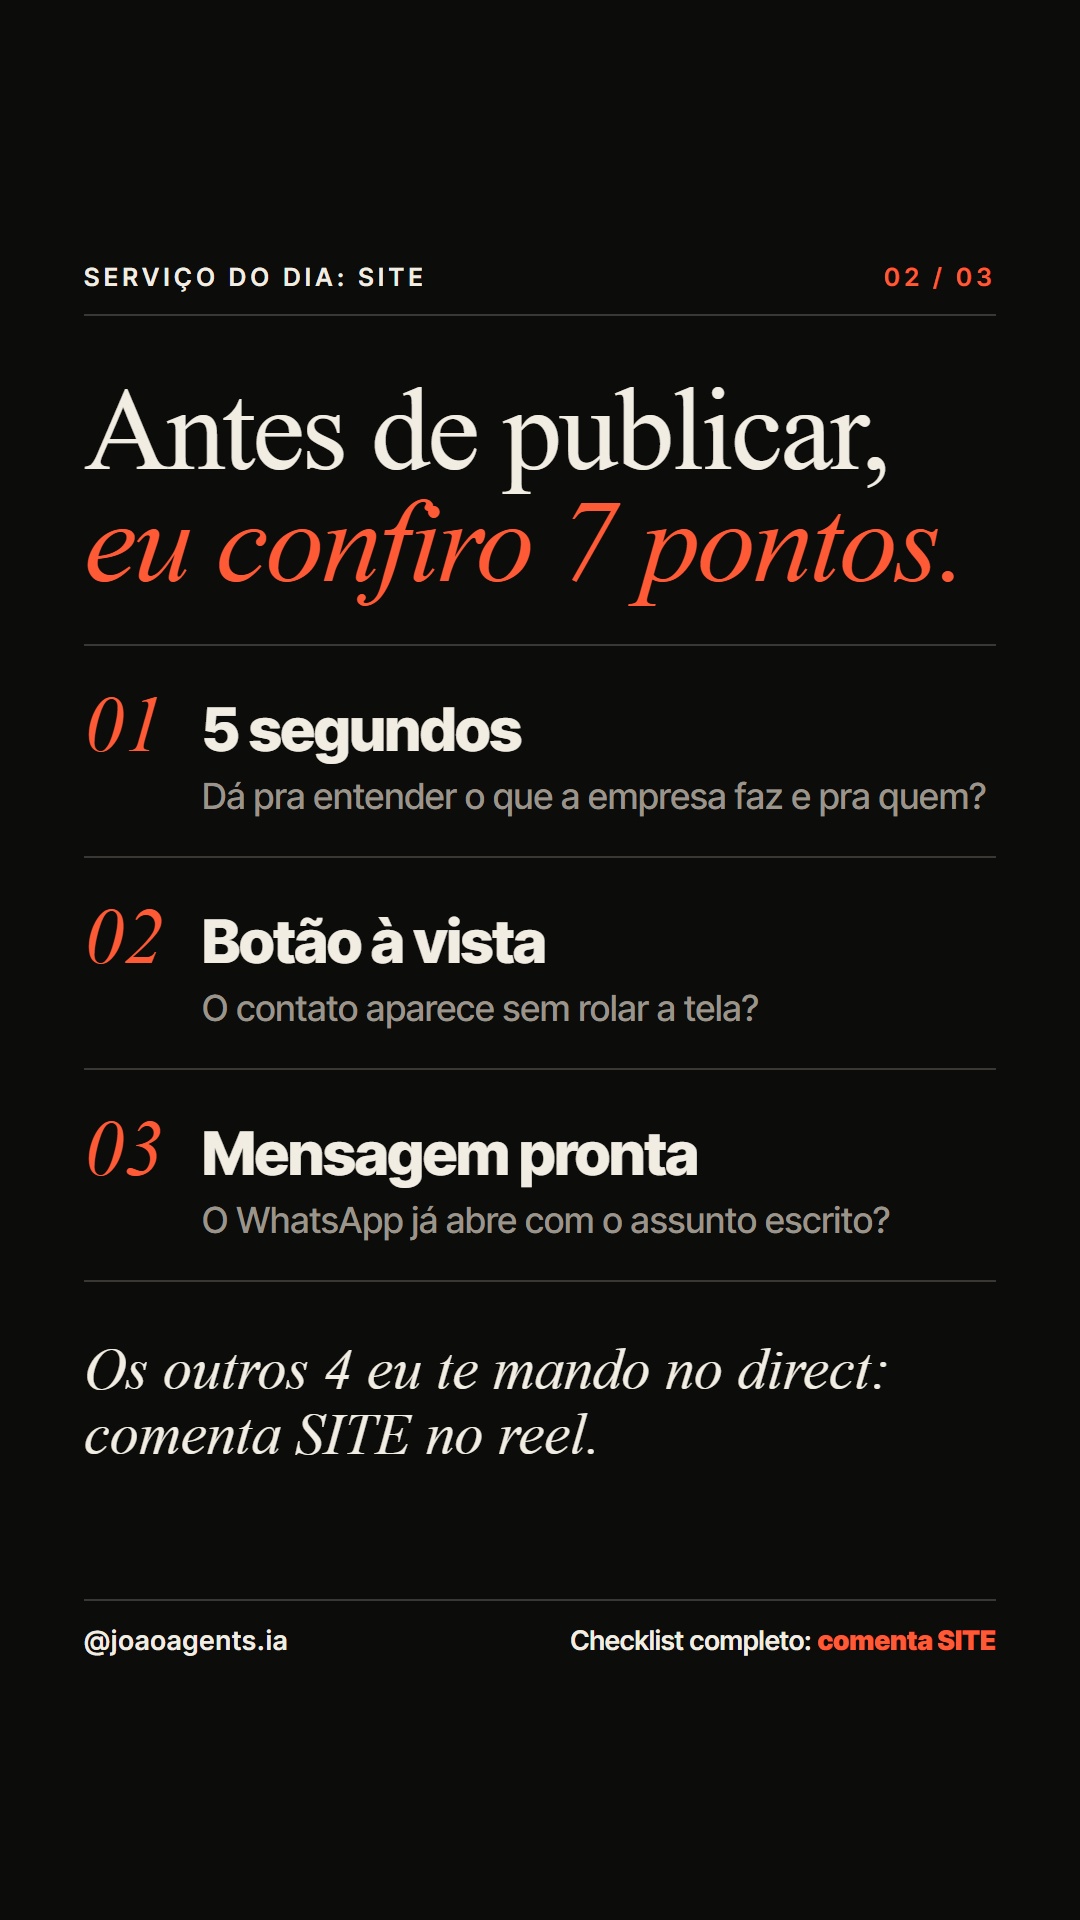 SERVIÇO DO DIA: SITE
02 / 03
Antes de publicar,
eu confiro 7 pontos.
01
5 segundos
Dá pra entender o que a empresa faz e pra quem?
02
Botão à vista
O contato aparece sem rolar a tela?
03
Mensagem pronta
O WhatsApp já abre com o assunto escrito?
Os outros 4 eu te mando no direct:
comenta SITE no reel.
@joaoagents.ia
Checklist completo: comenta SITE